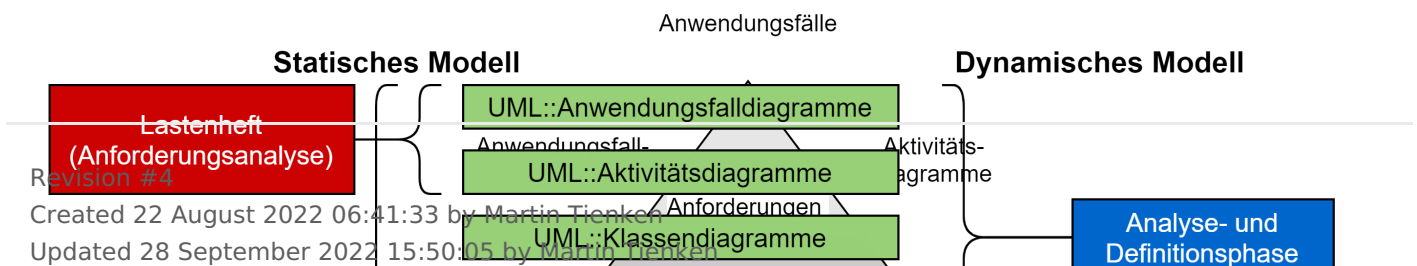 Anwendungsfälle
Statisches Modell
Dynamisches Modell
UML::Anwendungsfalldiagramme
Lastenheft
(Anforderungsanalyse)
Anwendungsfall-
Aktivitäts-
UML::Aktivitätsdiagramme
agramme
Revision #4
Anforderungen
Created 22 August 2022 06:41:33 by Martin Tienken
UML::Klassendiagramme
Analyse- und
Definitionsphase
Updated 28 September 2022 15:50:05 by Martin Tienken